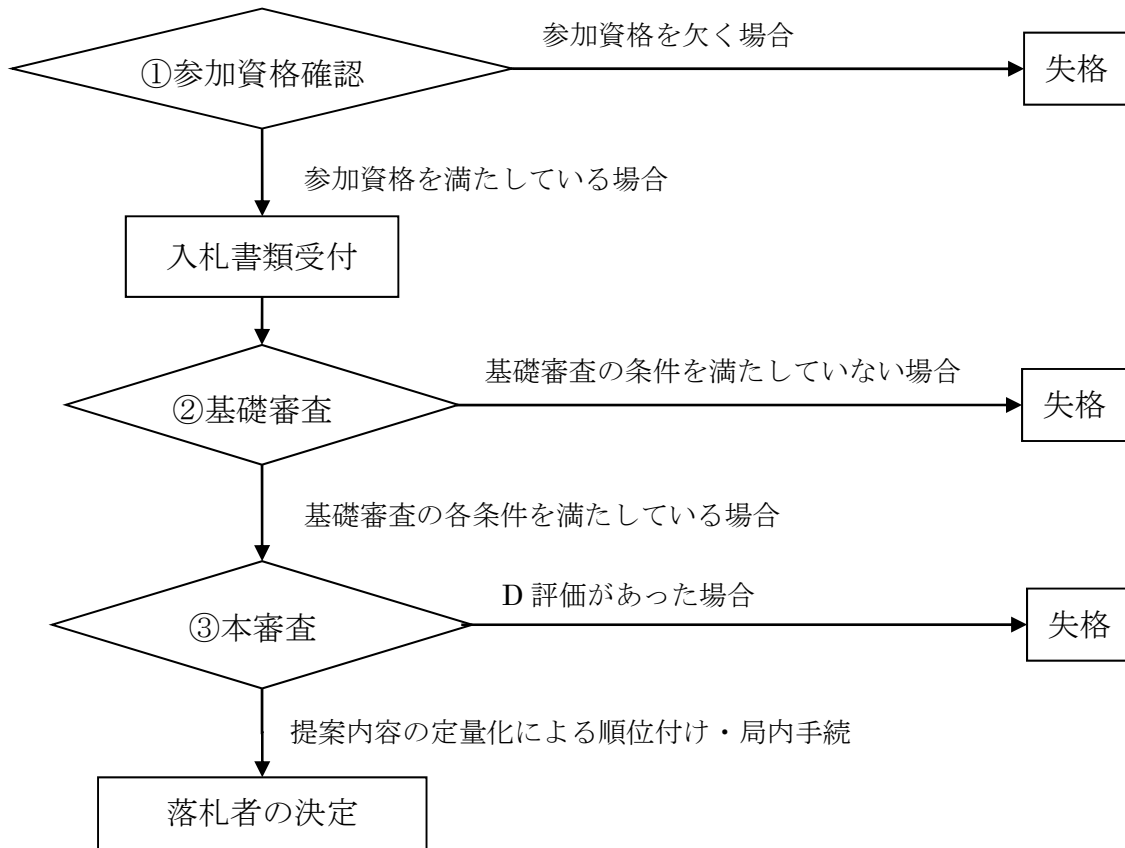 参加資格を欠く場合
①参加資格確認
失格
参加資格を満たしている場合
入札書類受付
基礎審査の条件を満たしていない場合
②基礎審査
失格
基礎審査の各条件を満たしている場合
D 評価があった場合
③本審査
失格
提案内容の定量化による順位付け・局内手続
落札者の決定